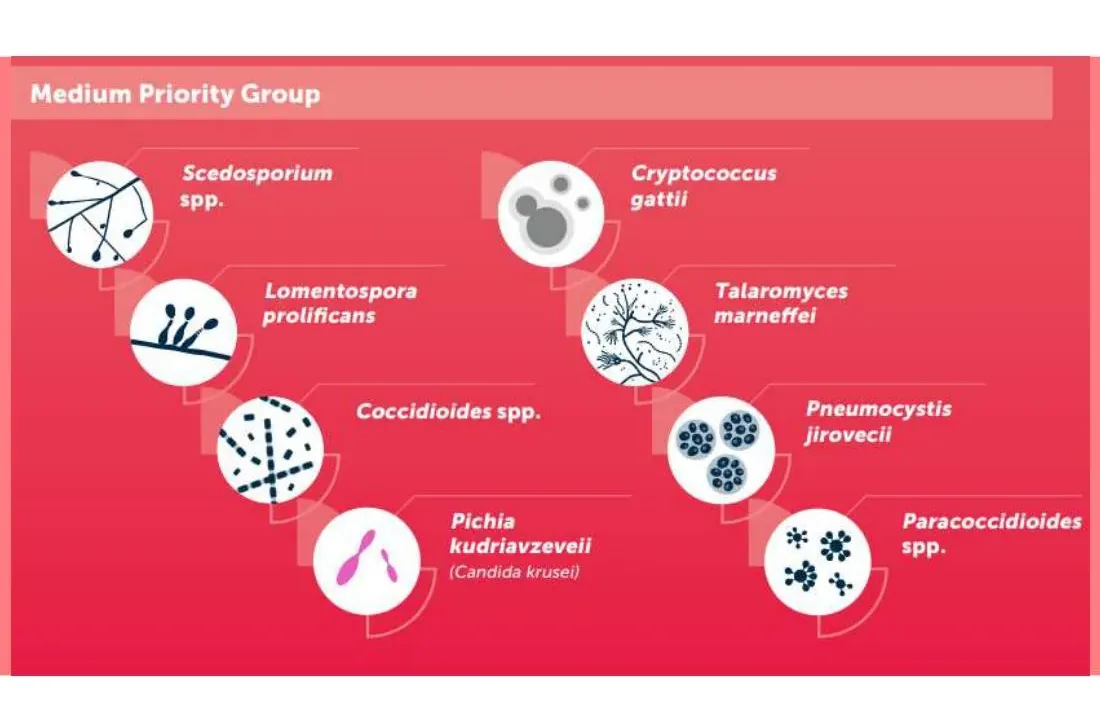 Medium Priority Group
Scedosporium
spp.
Lomentospora
prolificans
Coccidioides spp.
Pichia
kudriavzeveii
(Candida krusei)
Cryptococcus
gattii
Talaromyces
marneffei
Pneumocystis
jirovecii
Paracoccidioides
spp.